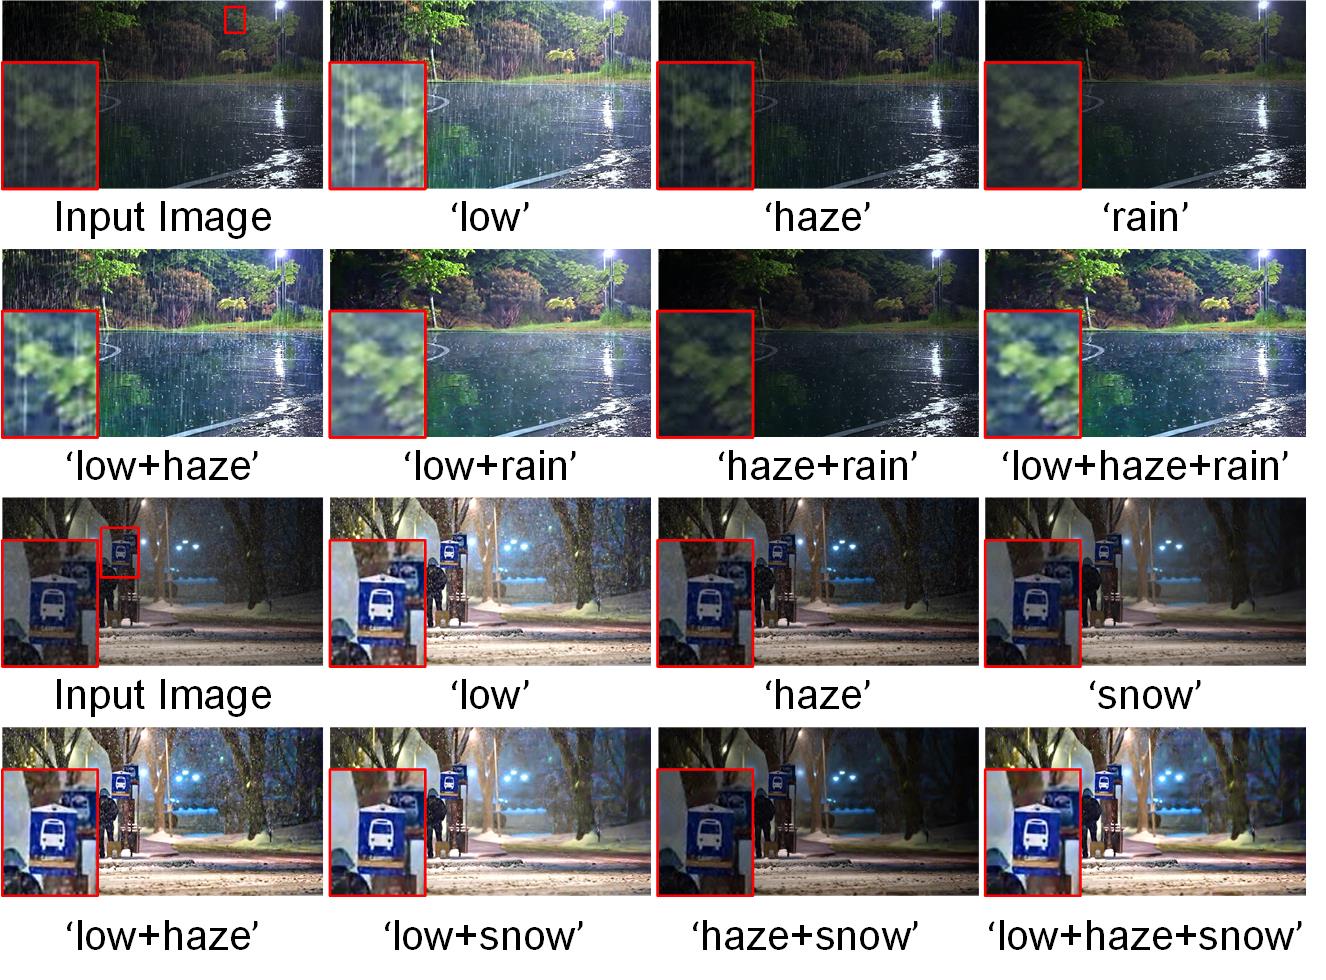 Input Image
‘low’
‘haze’
‘rain’
‘low+haze’
‘low+rain’
‘haze+rain’
‘low+haze+rain’
Input Image
‘low’
‘haze’
‘snow’
‘low+haze’
‘low+snow’
‘haze+snow’
‘low+haze+snow’